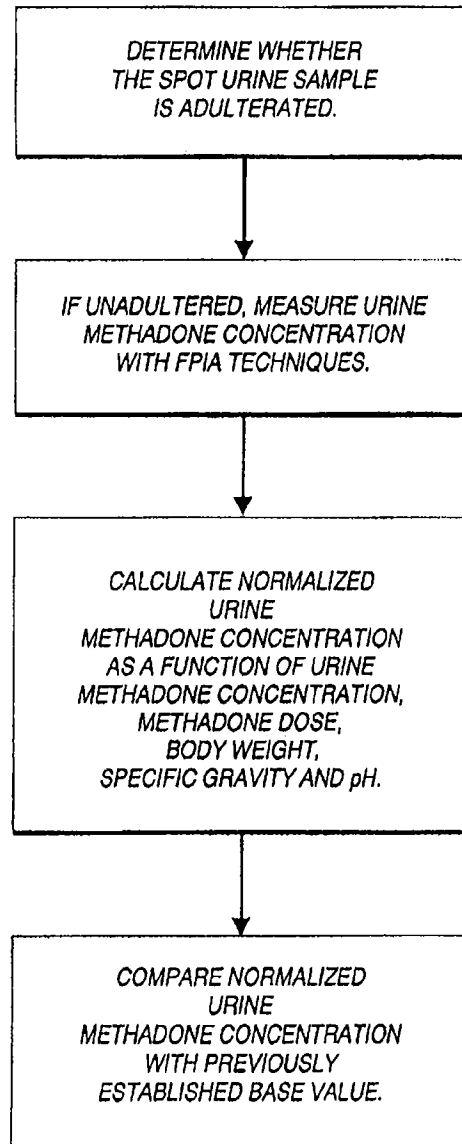 DETERMINE WHETHER
THE SPOT URINE SAMPLE
IS ADULTERATED.
IF UNADULTERED, MEASURE URINE
METHADONE CONCENTRATION
WITH FPIA TECHNIQUES.
CALCULATE NORMALIZED
URINE
METHADONE CONCENTRATION
AS A FUNCTION OF URINE
METHADONE CONCENTRATION,
METHADONE DOSE,
BODY WEIGHT,
SPECIFIC GRAVITY AND pH.
COMPARE NORMALIZED
URINE
METHADONE CONCENTRATION
WITH PREVIOUSLY
ESTABLISHED BASE VALUE.